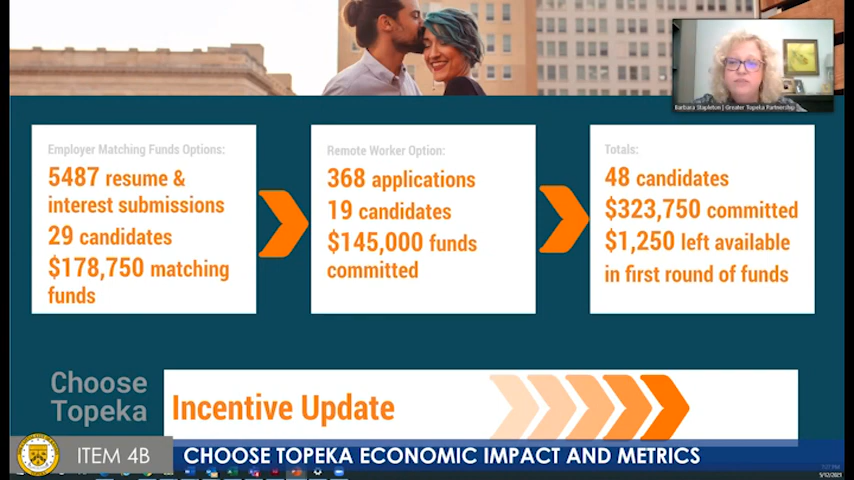 Barbara Stapleton | Greater Topeka Partnership
Employer Matching Funds Options:
5487 resume &
interest submissions
29 candidates
$178,750 matching
funds
Remote Worker Option:
368 applications
19 candidates
$145,000 funds
committed
Totals:
48 candidates
$323,750 committed
$1,250 left available
in first round of funds
Choose
Topeka
Incentive Update
ITEM 4B
CHOOSE TOPEKA ECONOMIC IMPACT AND METRICS